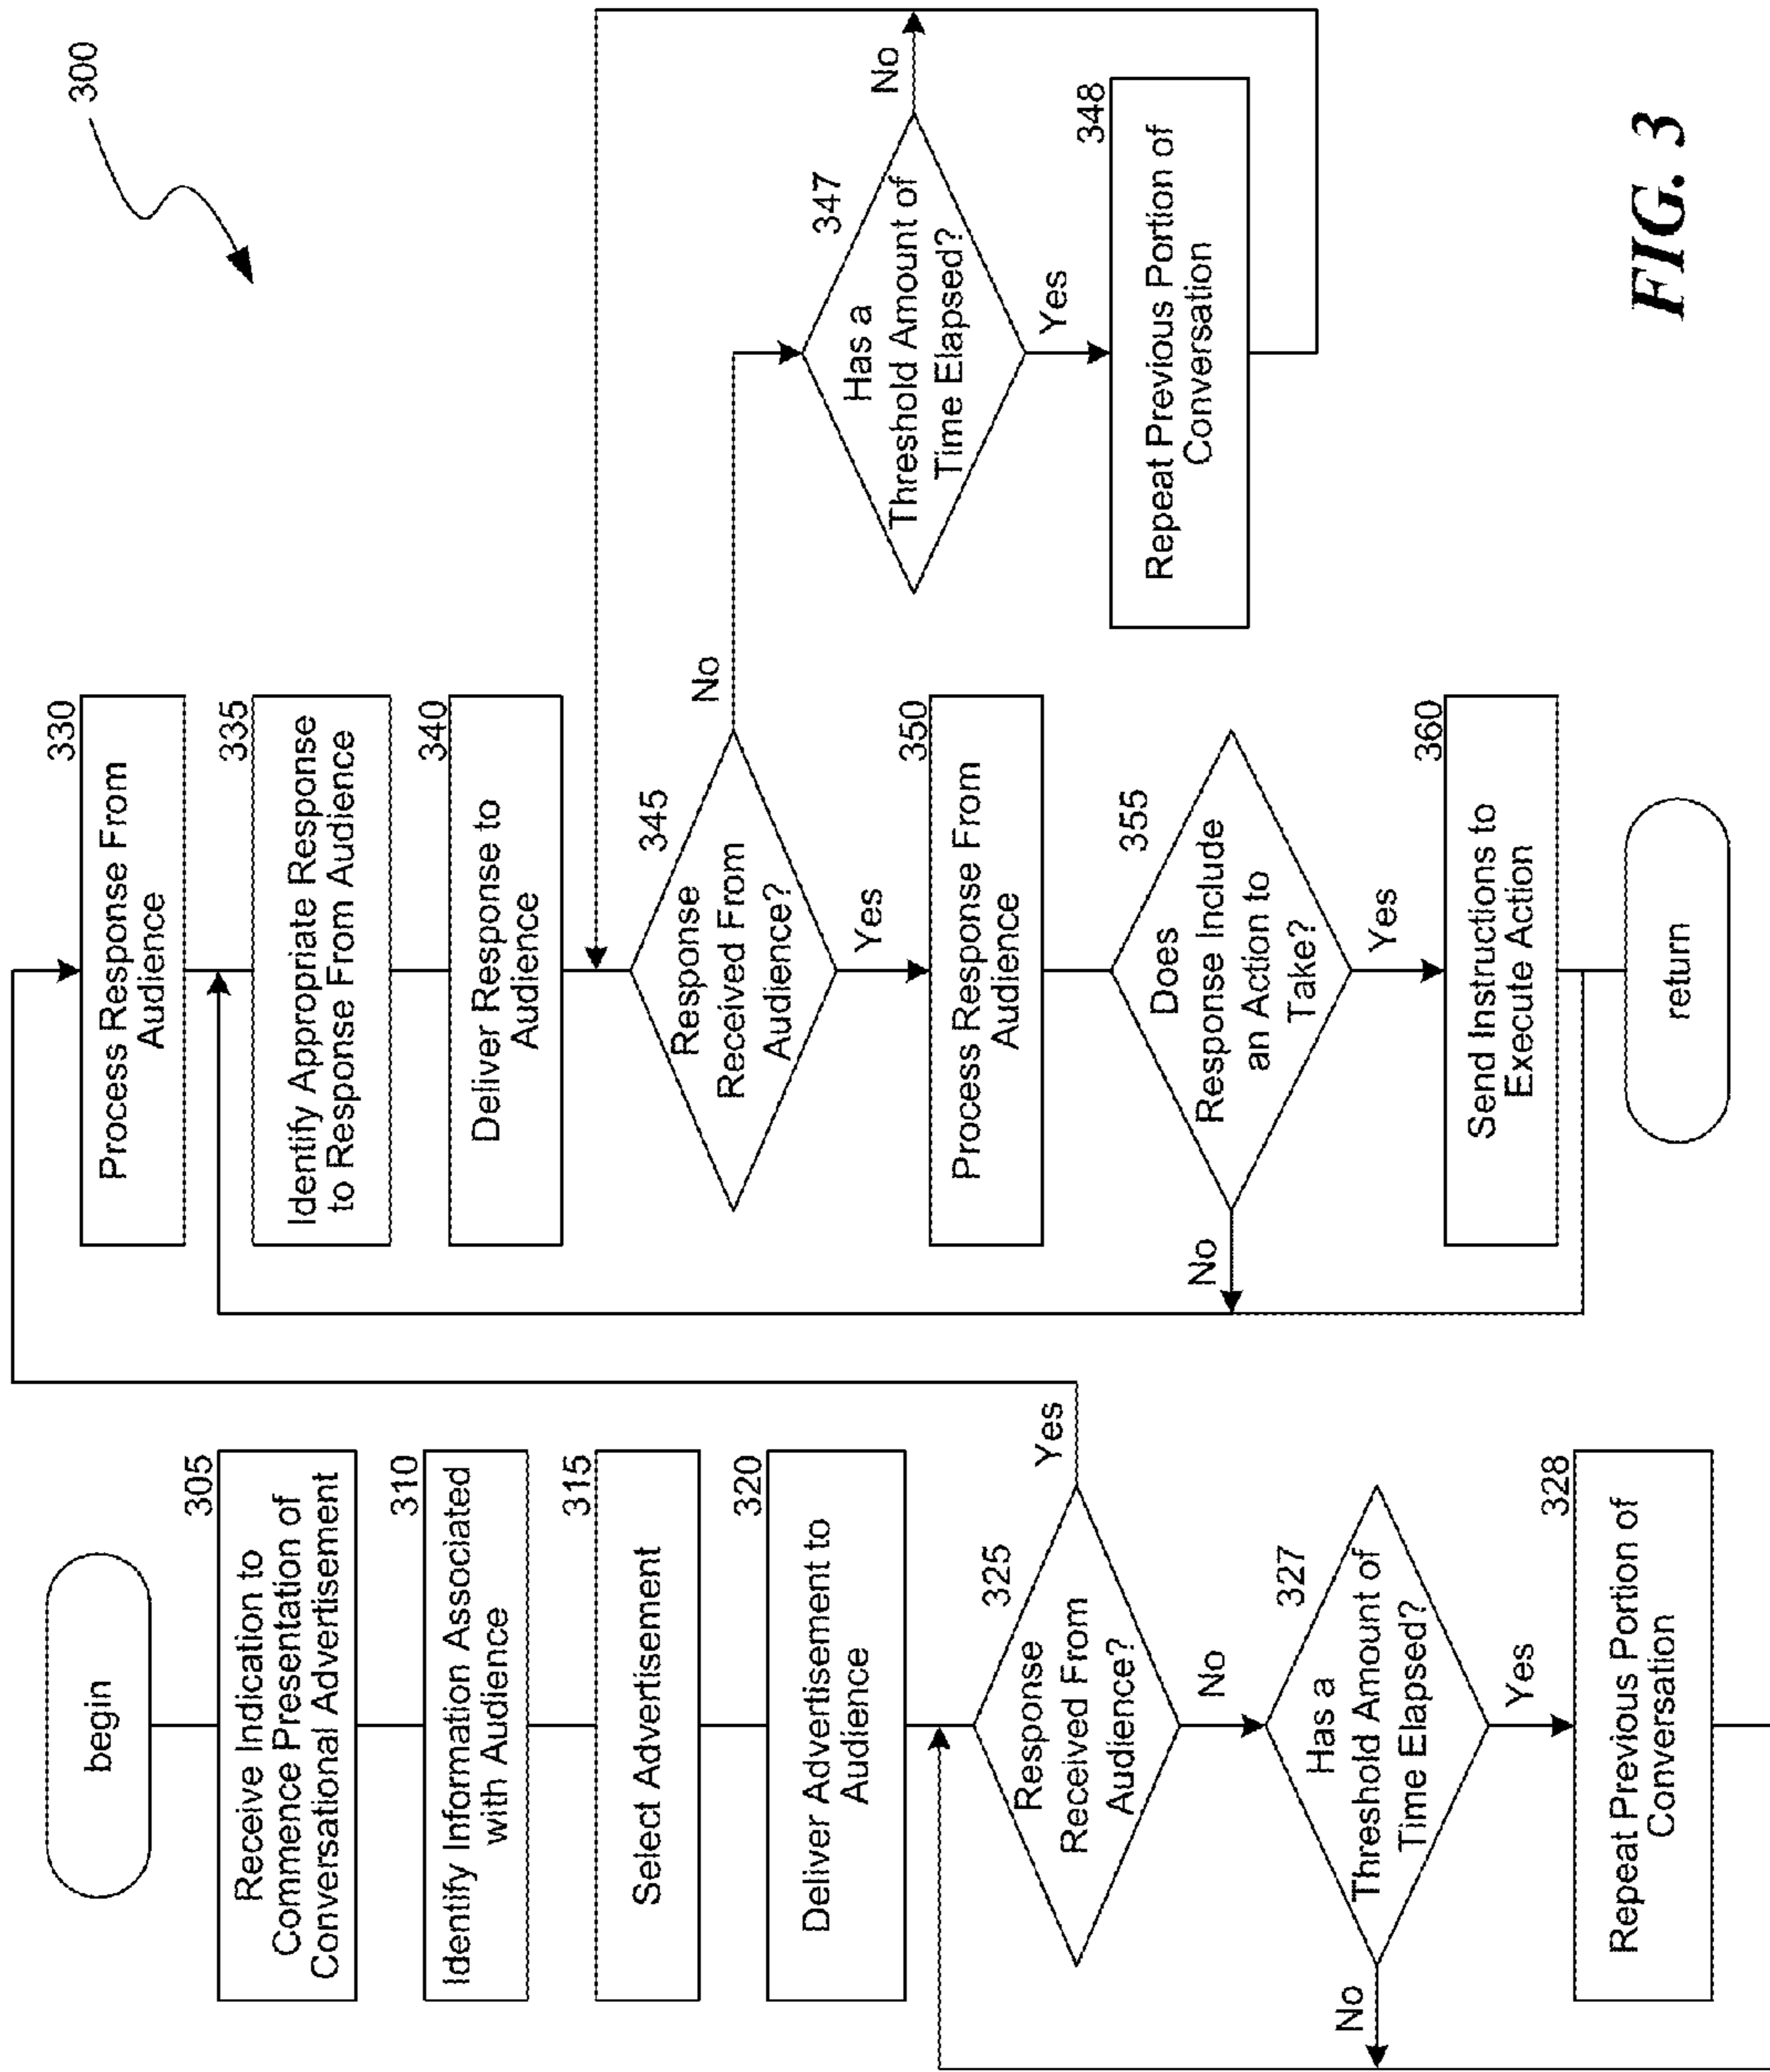 300
begin
305
Receive Indication to
Commence Presentation of
Conversational Advertisement
310
Identify Information Associated
with Audience
315
Select Advertisement
320
Deliver Advertisement to
Audience
325
Response
Received From
Audience?
Yes
No
327
Has a
Threshold Amount of
Time Elapsed?
No
Yes
328
Repeat Previous Portion of
Conversation
330
Process Response From
Audience
335
Identify Appropriate Response
to Response From Audience
340
Deliver Response to
Audience
345
Response
Received From
Audience?
No
Yes
347
Has a
Threshold Amount of
Time Elapsed?
No
Yes
348
Repeat Previous Portion of
Conversation
350
Process Response From
Audience
355
Does
Response Include
an Action to
Take?
No
Yes
360
Send Instructions to
Execute Action
return
FIG. 3